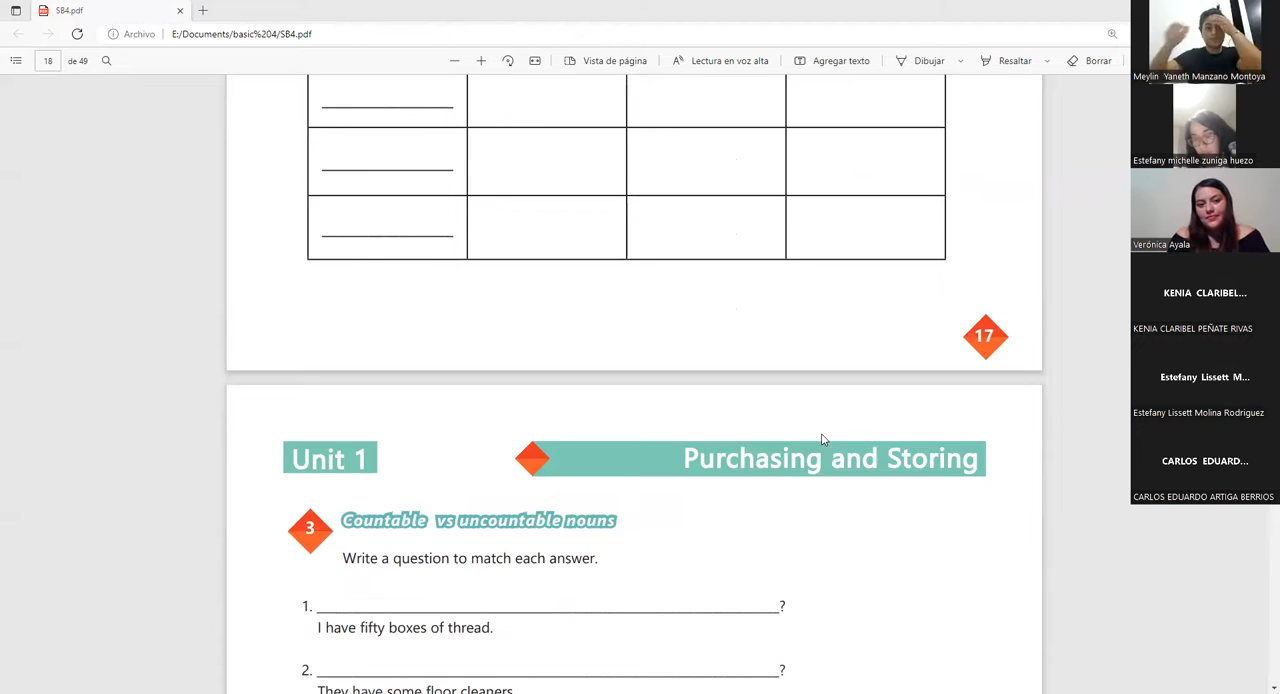 SB4.pdf
Archivo
E:/Documents/basic%204/SB4.pdf
18
de 49
Vista de página
Lectura en voz alta
Agregar texto
Dibujar
Resaltar
Borrar
17
Unit 1
Purchasing and Storing
3
Countable vs uncountable nouns
Write a question to match each answer.
1. ?
I have fifty boxes of thread.
2. ?
They have some floor cleaners
Meylin Yaneth Manzano Montoya
Estefany michelle zuniga huezo
Verónica Ayala
KENIA CLARIBEL...
KENIA CLARIBEL PEÑATE RIVAS
Estefany Lissett M...
Estefany Lissett Molina Rodriguez
CARLOS EDUARD...
CARLOS EDUARDO ARTIGA BERRIOS